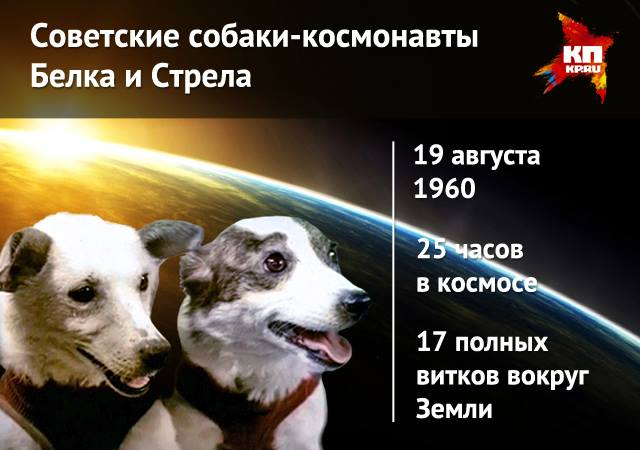 Советские собаки-космонавты
Белка и Стрела
КП
KP.RU
19 августа
1960
25 часов
в космосе
17 полных
витков вокруг
Земли